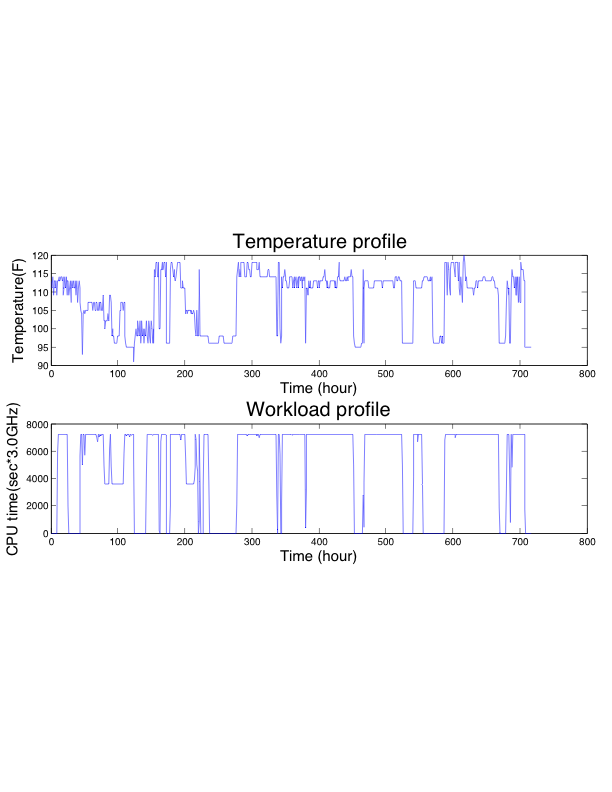 Temperature profile
Temperature(F)
120
115
110
105
100
95
90
0 100 200 300 400 500 600 700 800
Time (hour)
Workload profile
CPU time(sec*3.0GHz)
8000
6000
4000
2000
0
0 100 200 300 400 500 600 700 800
Time (hour)